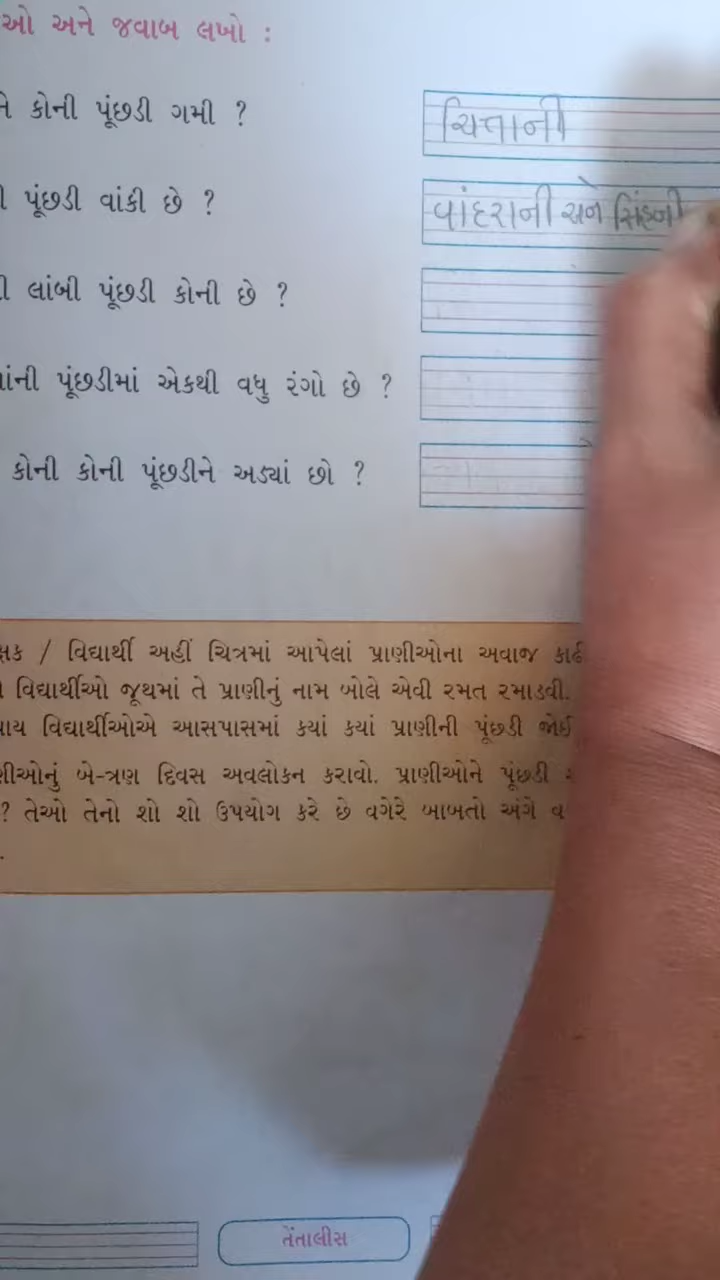 ઓ અને જવાબ લખો :
ને કોની પૂંછડી ગમી ?
ચિત્તાની
ી પૂંછડી વાંકી છે ?
વાંદરાની અને સિંહની
ી લાંબી પૂંછડી કોની છે ?
ાંની પૂંછડીમાં એકથી વધુ રંગો છે ?
કોની કોની પૂંછડીને અડ્યાં છો ?
ક્ષક / વિદ્યાર્થી અહીં ચિત્રમાં આપેલાં પ્રાણીઓના અવાજ કાઢી
વિદ્યાર્થીઓ જૂથમાં તે પ્રાણીનું નામ બોલે એવી રમત રમાડવી.
ાય વિદ્યાર્થીઓએ આસપાસમાં ક્યાં ક્યાં પ્રાણીની પૂંછડી જોઈ
ણીઓનું બે-ત્રણ દિવસ અવલોકન કરાવો. પ્રાણીઓને પૂંછડી
? તેઓ તેનો શો શો ઉપયોગ કરે છે વગેરે બાબતો અંગે વ
.
તેંતાલીસ